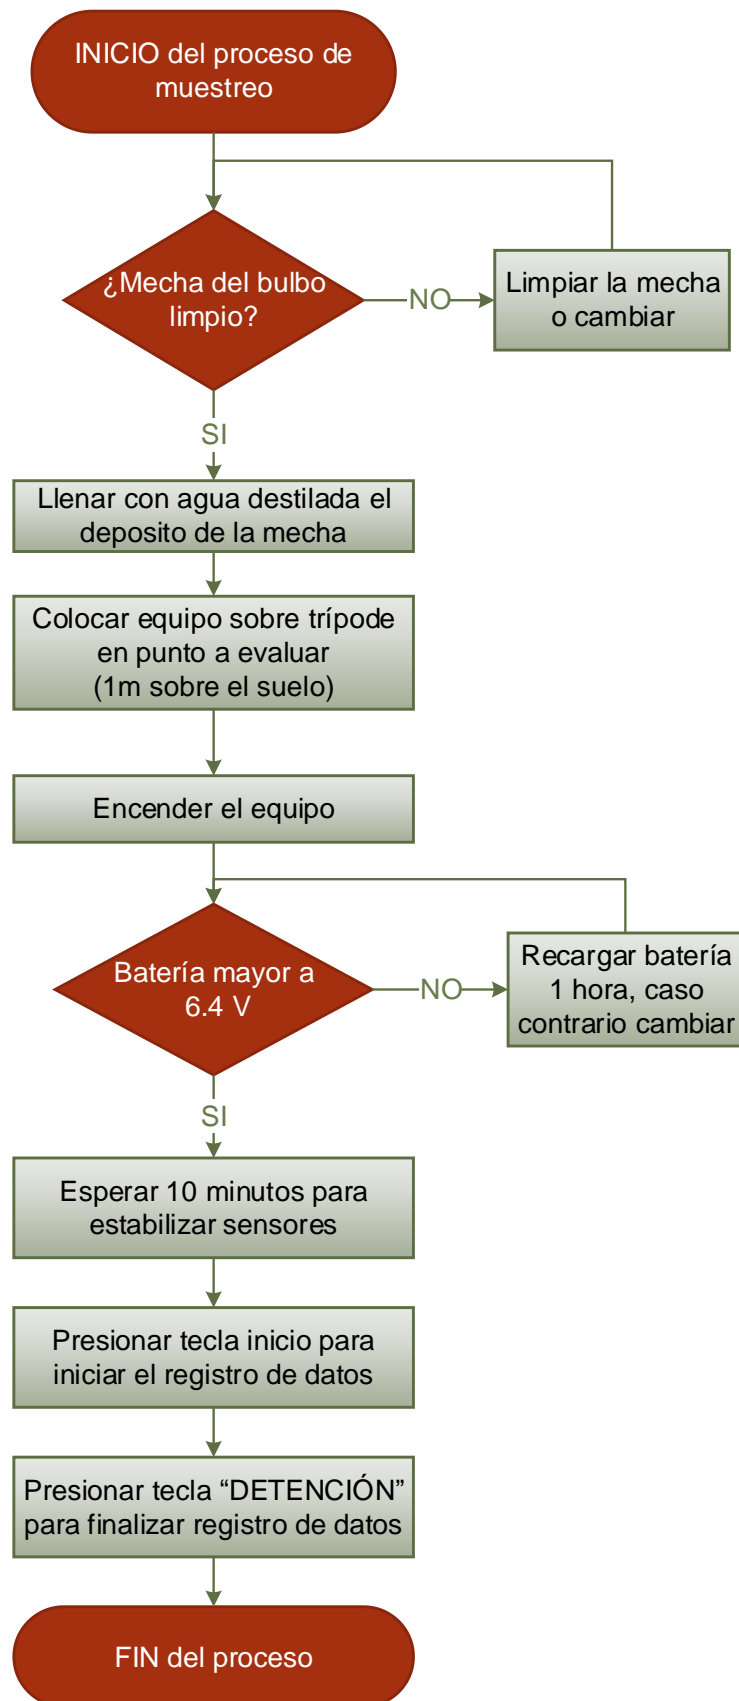 INICIO del proceso de
muestreo
¿Mecha del bulbo
limpio?
NO
Limpiar la mecha
o cambiar
SI
Llenar con agua destilada el
deposito de la mecha
Colocar equipo sobre trípode
en punto a evaluar
(1m sobre el suelo)
Encender el equipo
Batería mayor a
6.4 V
NO
Recargar batería
1 hora, caso
contrario cambiar
SI
Esperar 10 minutos para
estabilizar sensores
Presionar tecla inicio para
iniciar el registro de datos
Presionar tecla “DETENCIÓN”
para finalizar registro de datos
FIN del proceso